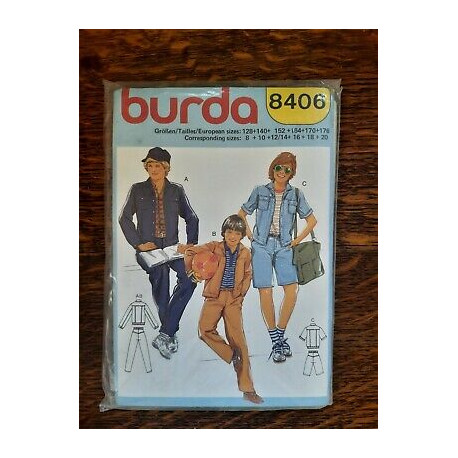 burda
8406
Größen/Tailles/European sizes: 128+140+ 152 +164+170+176
Corresponding sizes: 8 + 10 +12/14+ 16 + 18 + 20
A
C
B
AB
C